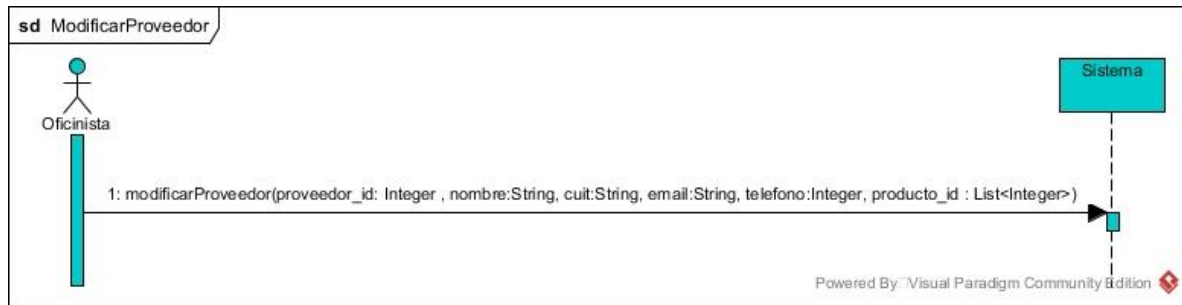 sd ModificarProveedor
Sistema
Oficinista
1: modificarProveedor(proveedor_id: Integer , nombre:String, cuit:String, email:String, telefono:Integer, producto_id : List<Integer>)
Powered By Visual Paradigm Community Edition